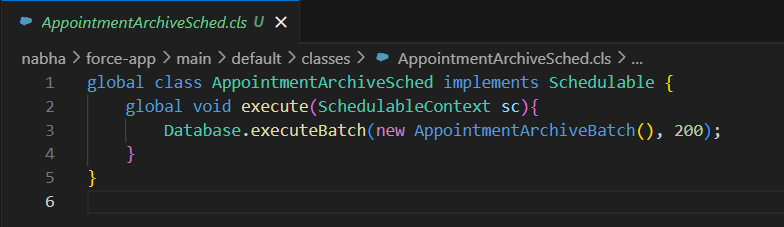 AppointmentArchiveSched.cls U ×
nabha > force-app > main > default > classes > AppointmentArchiveSched.cls > ...
1 global class AppointmentArchiveSched implements Schedulable {
2     global void execute(SchedulableContext sc){
3         Database.executeBatch(new AppointmentArchiveBatch(), 200);
4     }
5 }
6